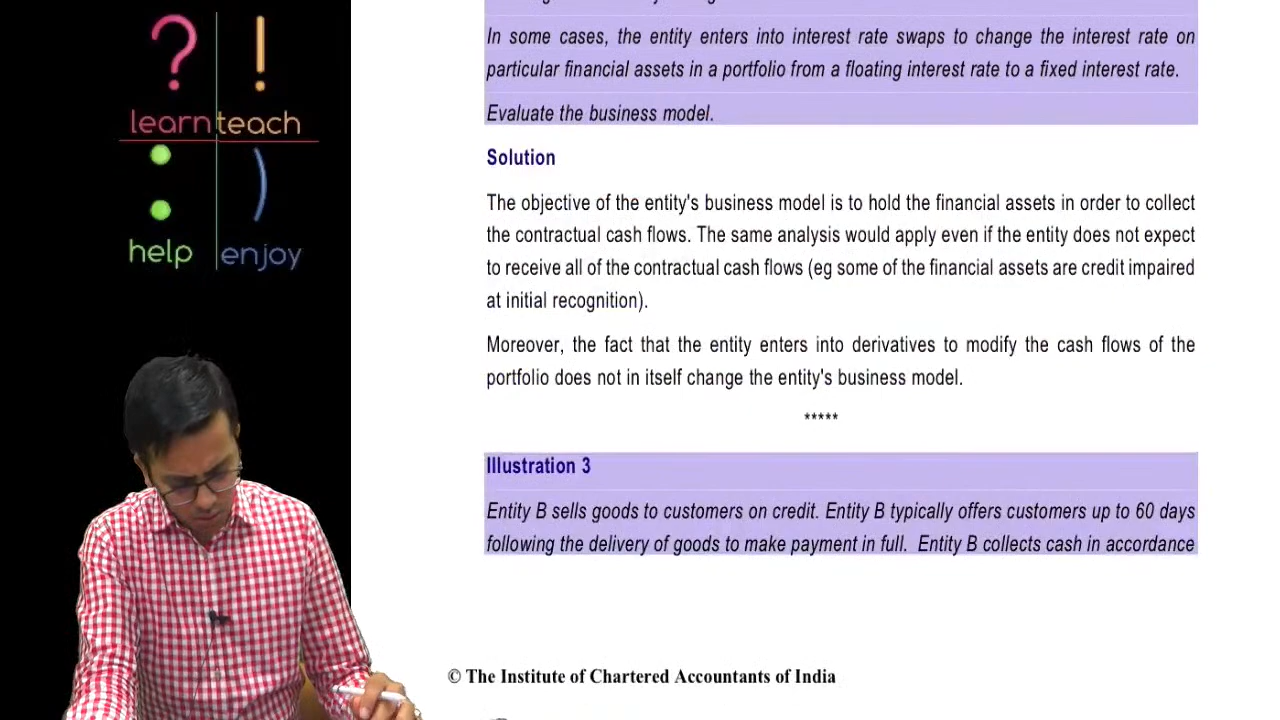 ?
!
learn teach
help enjoy
In some cases, the entity enters into interest rate swaps to change the interest rate on
particular financial assets in a portfolio from a floating interest rate to a fixed interest rate.
Evaluate the business model.
Solution
The objective of the entity's business model is to hold the financial assets in order to collect
the contractual cash flows. The same analysis would apply even if the entity does not expect
to receive all of the contractual cash flows (eg some of the financial assets are credit impaired
at initial recognition).
Moreover, the fact that the entity enters into derivatives to modify the cash flows of the
portfolio does not in itself change the entity's business model.
*****
Illustration 3
Entity B sells goods to customers on credit. Entity B typically offers customers up to 60 days
following the delivery of goods to make payment in full. Entity B collects cash in accordance
© The Institute of Chartered Accountants of India